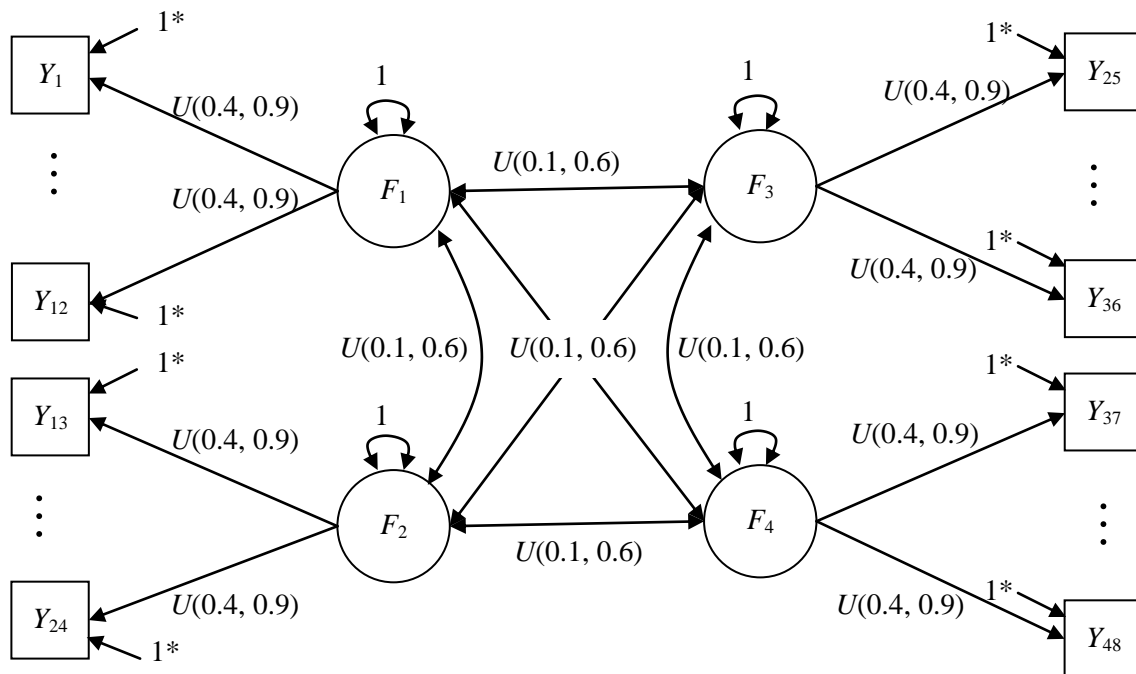 1*
Y1
U(0.4, 0.9)
⋮
U(0.4, 0.9)
Y12
1*
1
F1
U(0.1, 0.6)
1
F3
1*
Y25
U(0.4, 0.9)
⋮
1*
U(0.4, 0.9)
Y36
U(0.1, 0.6)
U(0.1, 0.6)
U(0.1, 0.6)
1*
Y13
U(0.4, 0.9)
⋮
U(0.4, 0.9)
Y24
1*
1
F2
U(0.1, 0.6)
1
F4
1*
Y37
U(0.4, 0.9)
⋮
U(0.4, 0.9)
1*
Y48